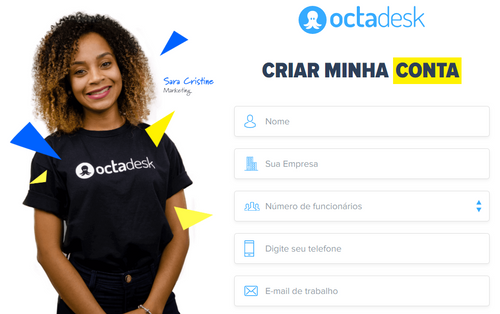 octadesk
CRIAR MINHA CONTA
Sara Cristine
Marketing
octadesk
Nome
Sua Empresa
Número de funcionários
Digite seu telefone
E-mail de trabalho